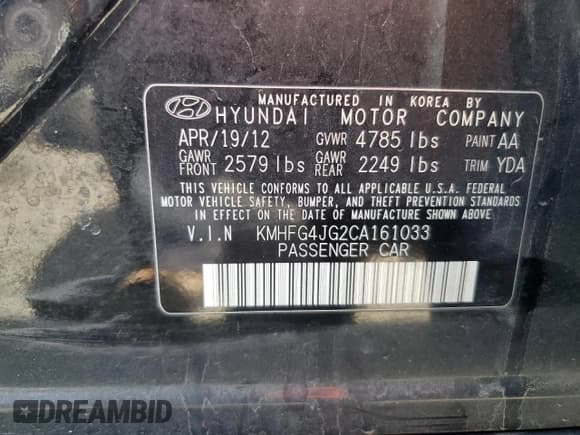 MANUFACTURED IN KOREA BY
HYUNDAI MOTOR COMPANY
APR/19/12 GVWR 4785 lbs PAINT AA
GAWR FRONT 2579 lbs GAWR REAR 2249 lbs TRIM YDA
THIS VEHICLE CONFORMS TO ALL APPLICABLE U.S.A. FEDERAL
MOTOR VEHICLE SAFETY, BUMPER, AND THEFT PREVENTION STANDARDS
IN EFFECT ON THE DATE OF MANUFACTURE SHOWN ABOVE.
V.I.N KMHFG4JG2CA161033
PASSENGER CAR
DREAMBID